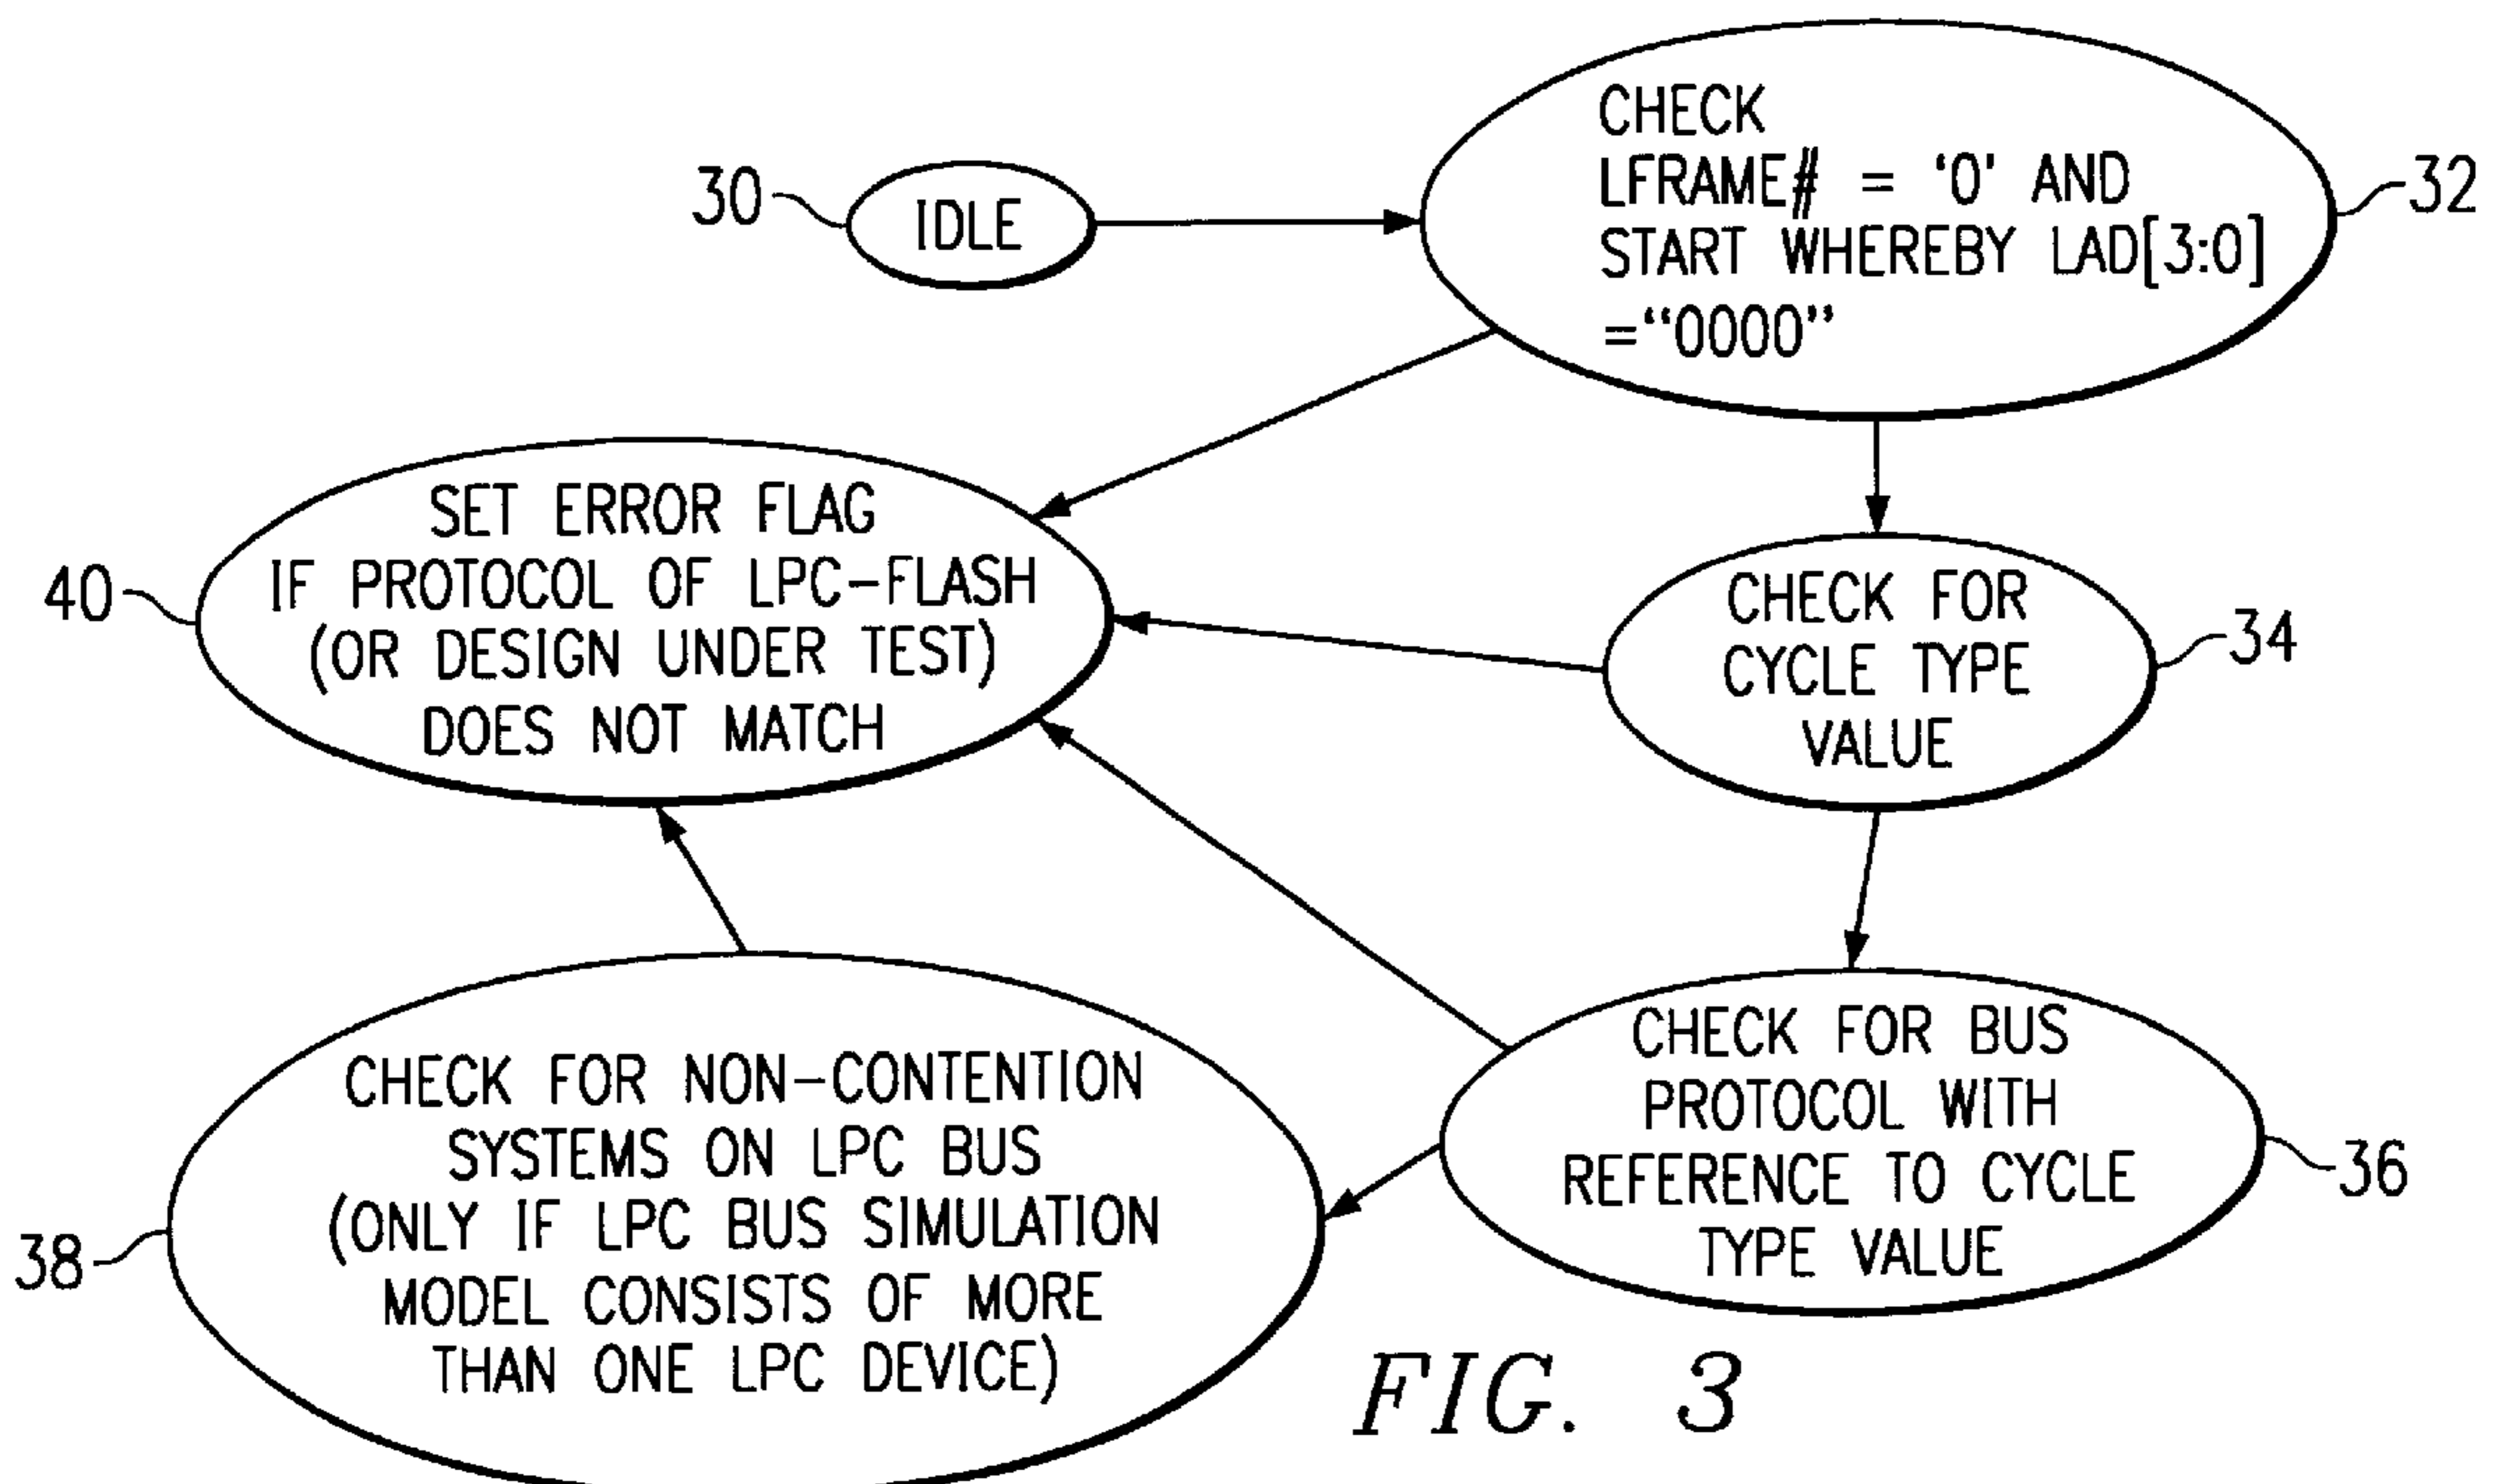 30
IDLE
CHECK
LFRAME# = '0' AND
START WHEREBY LAD[3:0]
="0000"
32
40
SET ERROR FLAG
IF PROTOCOL OF LPC-FLASH
(OR DESIGN UNDER TEST)
DOES NOT MATCH
CHECK FOR
CYCLE TYPE
VALUE
34
CHECK FOR BUS
PROTOCOL WITH
REFERENCE TO CYCLE
TYPE VALUE
36
38
CHECK FOR NON-CONTENTION
SYSTEMS ON LPC BUS
(ONLY IF LPC BUS SIMULATION
MODEL CONSISTS OF MORE
THAN ONE LPC DEVICE)
FIG. 3